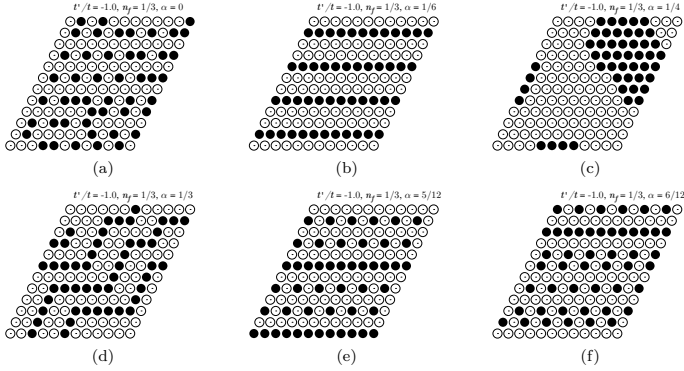 t'/t = -1.0, n_f = 1/3, α = 0
t'/t = -1.0, n_f = 1/3, α = 1/6
t'/t = -1.0, n_f = 1/3, α = 1/4
(a)
(b)
(c)
t'/t = -1.0, n_f = 1/3, α = 1/3
t'/t = -1.0, n_f = 1/3, α = 5/12
t'/t = -1.0, n_f = 1/3, α = 6/12
(d)
(e)
(f)